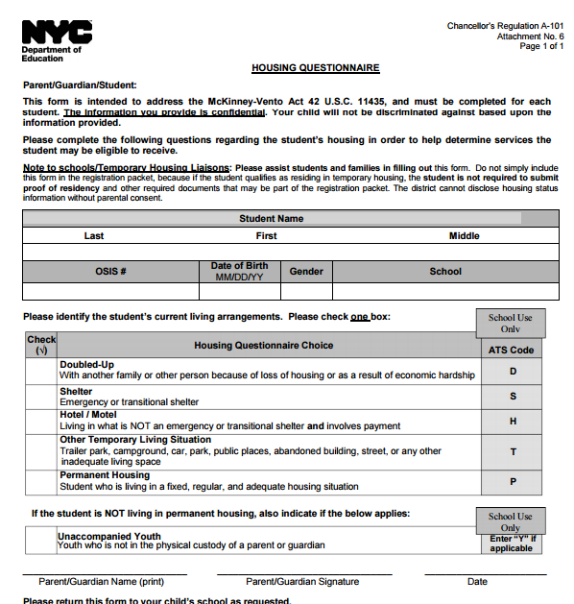 NYC
Department of
Education
Chancellor's Regulation A-101
Attachment No. 6
Page 1 of 1
HOUSING QUESTIONNAIRE
Parent/Guardian/Student:
This form is intended to address the McKinney-Vento Act 42 U.S.C. 11435, and must be completed for each
student. The information you provide is confidential. Your child will not be discriminated against based upon the
information provided.
Please complete the following questions regarding the student's housing in order to help determine services the
student may be eligible to receive.
Note to schools/Temporary Housing Liaisons: Please assist students and families in filling out this form. Do not simply include
this form in the registration packet, because if the student qualifies as residing in temporary housing, the student is not required to submit
proof of residency and other required documents that may be part of the registration packet. The district cannot disclose housing status
information without parental consent.
Student Name
Last First Middle
OSIS # Date of Birth MM/DD/YY Gender School
Please identify the student's current living arrangements. Please check one box:
School Use
Only
Check
(√)
Housing Questionnaire Choice
ATS Code
Doubled-Up
With another family or other person because of loss of housing or as a result of economic hardship
D
Shelter
Emergency or transitional shelter
S
Hotel / Motel
Living in what is NOT an emergency or transitional shelter and involves payment
H
Other Temporary Living Situation
Trailer park, campground, car, park, public places, abandoned building, street, or any other
inadequate living space
T
Permanent Housing
Student who is living in a fixed, regular, and adequate housing situation
P
If the student is NOT living in permanent housing, also indicate if the below applies:
School Use
Only
Unaccompanied Youth
Youth who is not in the physical custody of a parent or guardian
Enter "Y" if
applicable
Parent/Guardian Name (print) Parent/Guardian Signature Date
Please return this form to your child's school as requested.